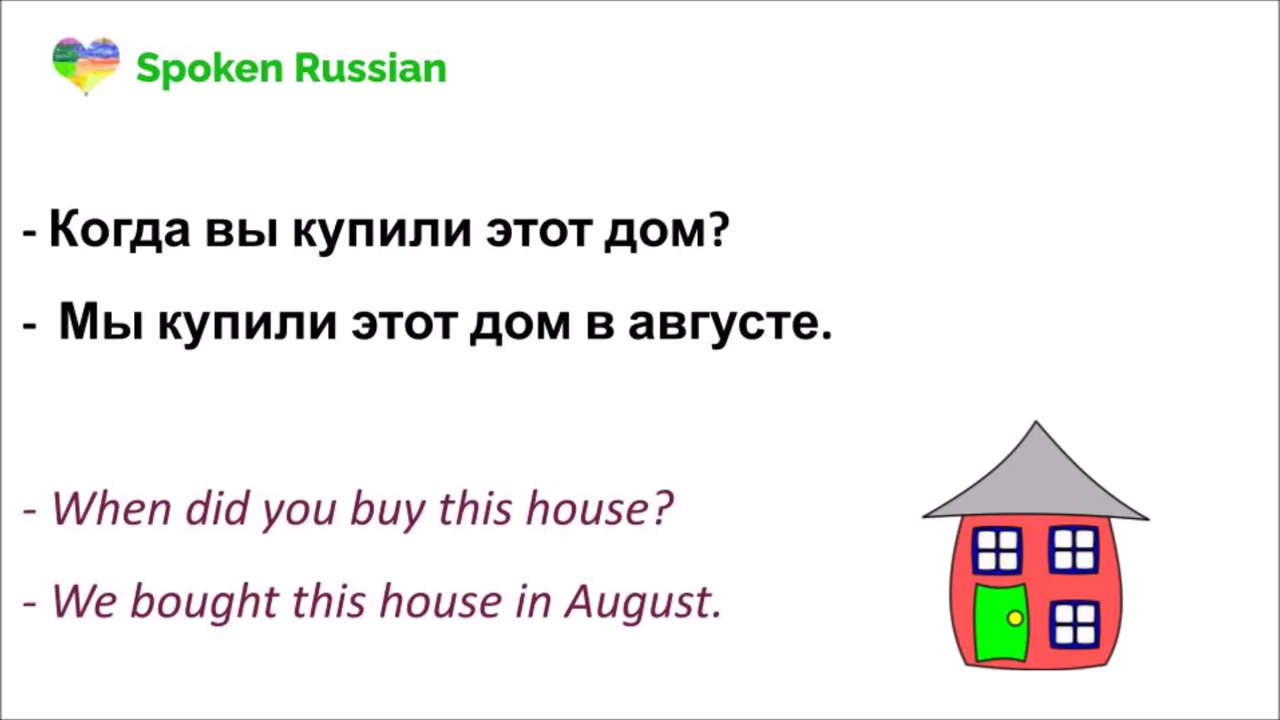 Spoken Russian
- Когда вы купили этот дом?
- Мы купили этот дом в августе.
- When did you buy this house?
- We bought this house in August.